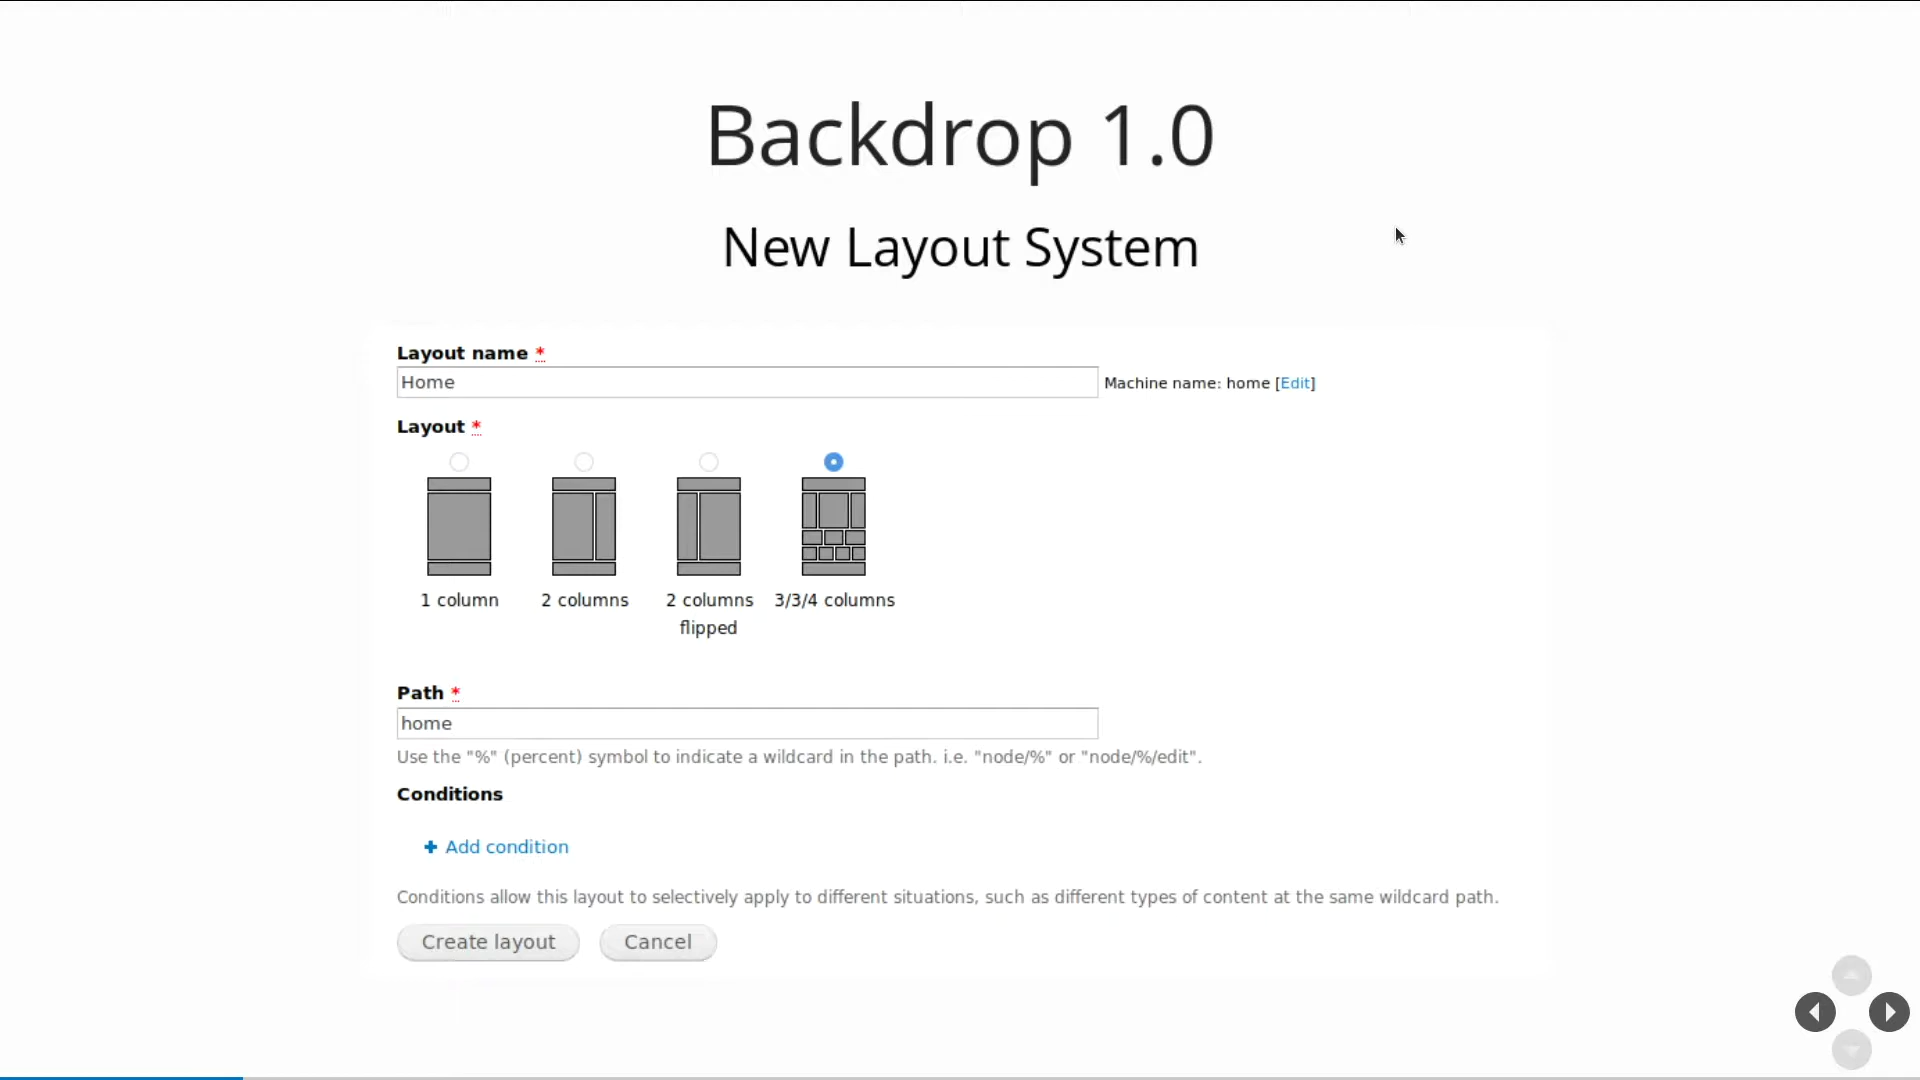 Backdrop 1.0
New Layout System
Layout name *
Home
Machine name: home [Edit]
Layout *
1 column
2 columns
2 columns
flipped
3/3/4 columns
Path *
home
Use the "%" (percent) symbol to indicate a wildcard in the path. i.e. "node/%" or "node/%/edit".
Conditions
+ Add condition
Conditions allow this layout to selectively apply to different situations, such as different types of content at the same wildcard path.
Create layout
Cancel